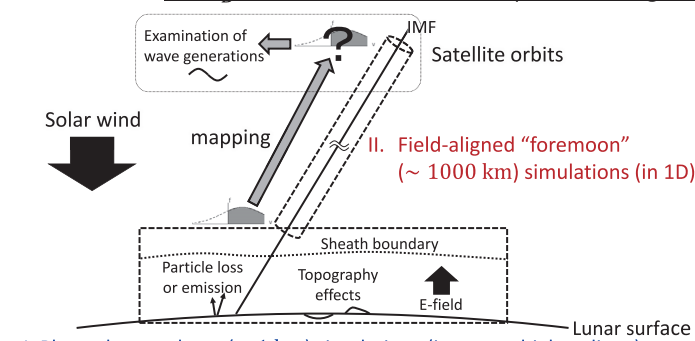 IMF
Examination of
wave generations
?
v
Satellite orbits
Solar wind
mapping
II. Field-aligned “foremoon”
(~ 1000 km) simulations (in 1D)
v
Sheath boundary
Particle loss
or emission
Topography
effects
E-field
Lunar surface